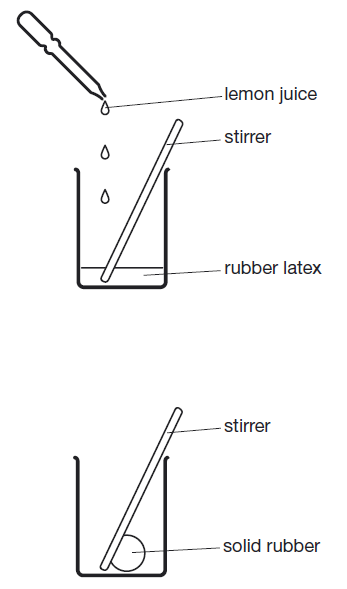 lemon juice
stirrer
rubber latex
stirrer
solid rubber